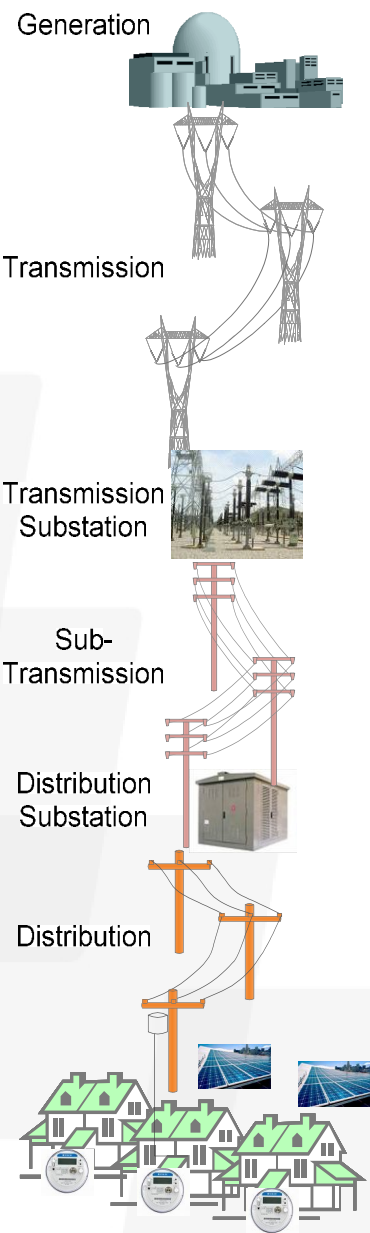 Generation
Transmission
Transmission
Substation
Sub-
Transmission
Distribution
Substation
Distribution